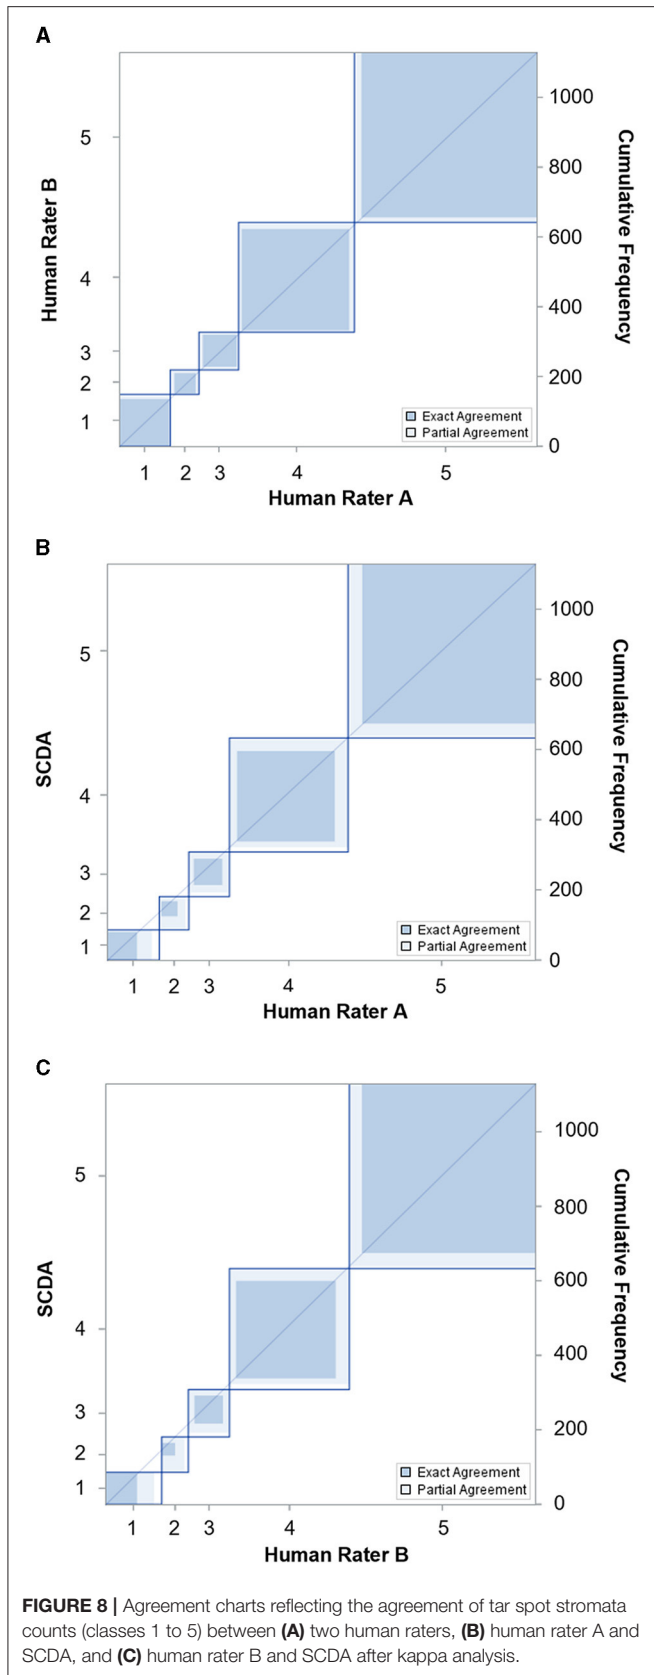 A
Human Rater B
5
4
3
2
1
1000
800
600
400
200
0
Cumulative Frequency
Exact Agreement
Partial Agreement
1 2 3 4 5
Human Rater A
B
SCDA
5
4
3
2
1
1000
800
600
400
200
0
Cumulative Frequency
Exact Agreement
Partial Agreement
1 2 3 4 5
Human Rater A
C
SCDA
5
4
3
2
1
1000
800
600
400
200
0
Cumulative Frequency
Exact Agreement
Partial Agreement
1 2 3 4 5
Human Rater B
FIGURE 8 | Agreement charts reflecting the agreement of tar spot stromata
counts (classes 1 to 5) between (A) two human raters, (B) human rater A and
SCDA, and (C) human rater B and SCDA after kappa analysis.